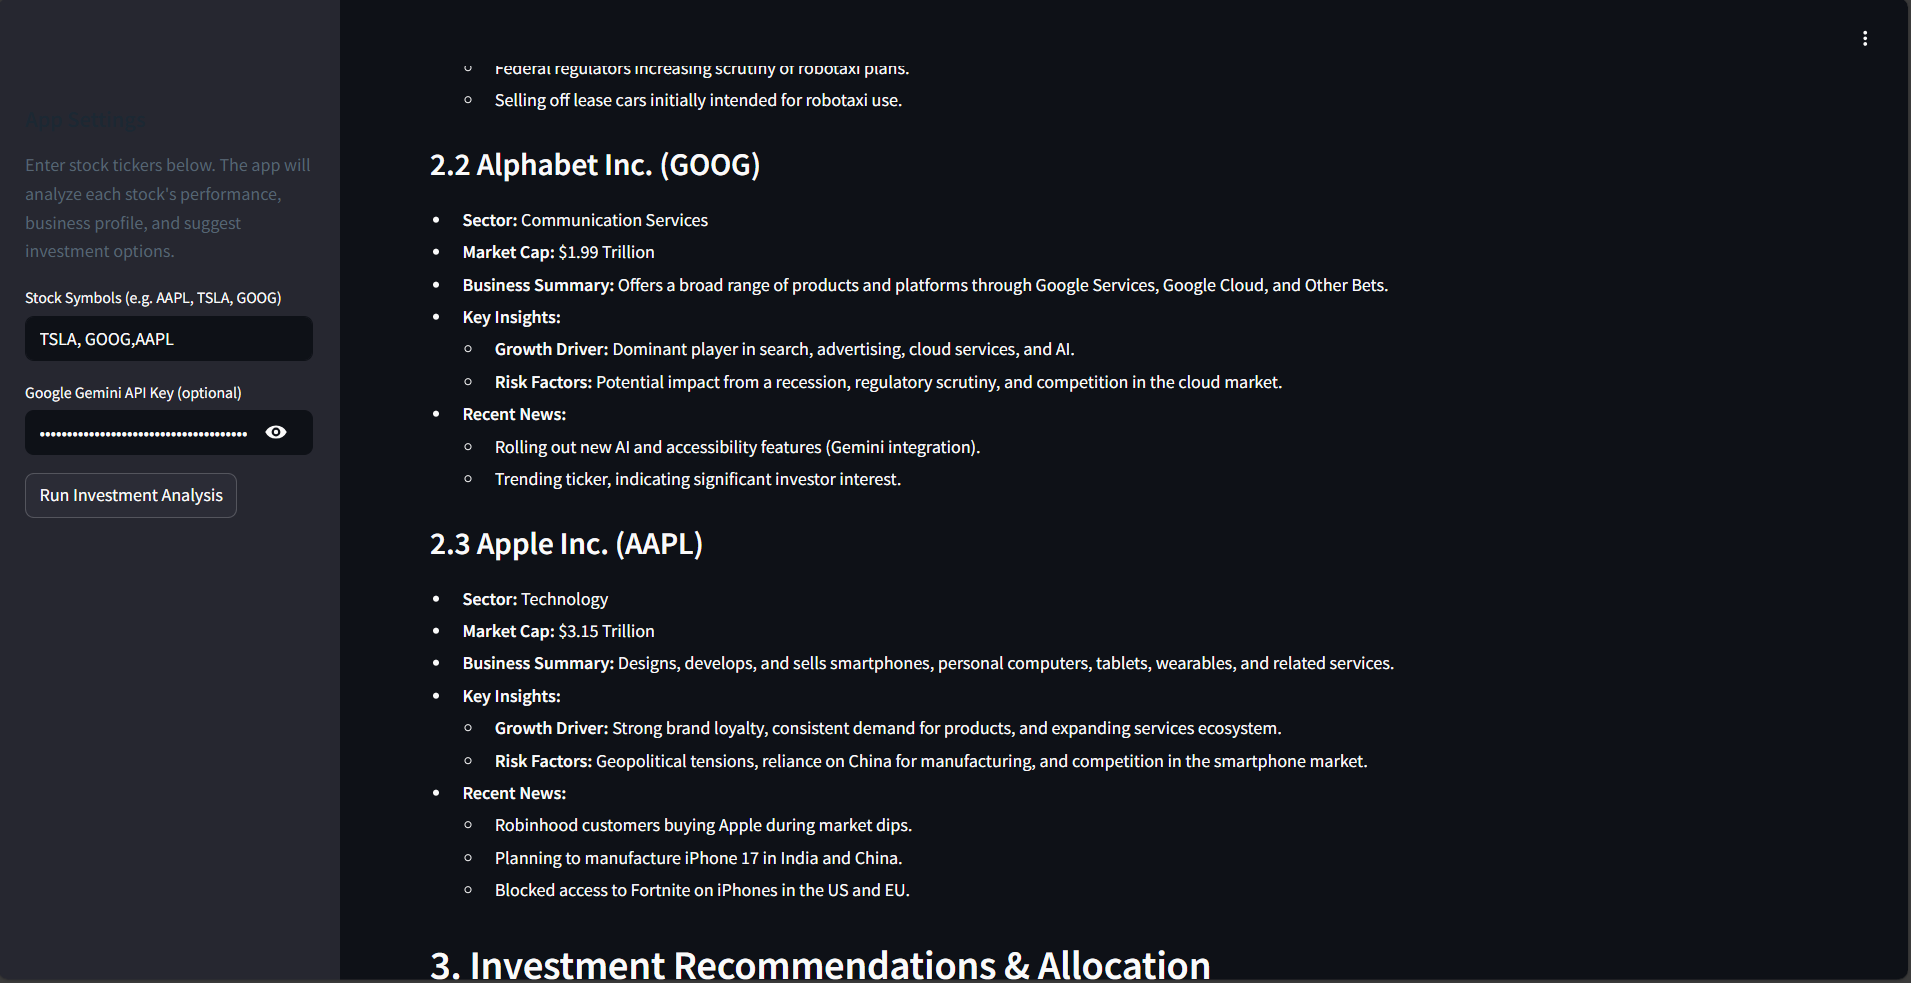 App Settings
Enter stock tickers below. The app will
analyze each stock's performance,
business profile, and suggest
investment options.
Stock Symbols (e.g. AAPL, TSLA, GOOG)
TSLA, GOOG,AAPL
Google Gemini API Key (optional)
Run Investment Analysis
Federal regulators increasing scrutiny of robotaxi plans.
Selling off lease cars initially intended for robotaxi use.
2.2 Alphabet Inc. (GOOG)
Sector: Communication Services
Market Cap: $1.99 Trillion
Business Summary: Offers a broad range of products and platforms through Google Services, Google Cloud, and Other Bets.
Key Insights:
Growth Driver: Dominant player in search, advertising, cloud services, and AI.
Risk Factors: Potential impact from a recession, regulatory scrutiny, and competition in the cloud market.
Recent News:
Rolling out new AI and accessibility features (Gemini integration).
Trending ticker, indicating significant investor interest.
2.3 Apple Inc. (AAPL)
Sector: Technology
Market Cap: $3.15 Trillion
Business Summary: Designs, develops, and sells smartphones, personal computers, tablets, wearables, and related services.
Key Insights:
Growth Driver: Strong brand loyalty, consistent demand for products, and expanding services ecosystem.
Risk Factors: Geopolitical tensions, reliance on China for manufacturing, and competition in the smartphone market.
Recent News:
Robinhood customers buying Apple during market dips.
Planning to manufacture iPhone 17 in India and China.
Blocked access to Fortnite on iPhones in the US and EU.
3. Investment Recommendations & Allocation